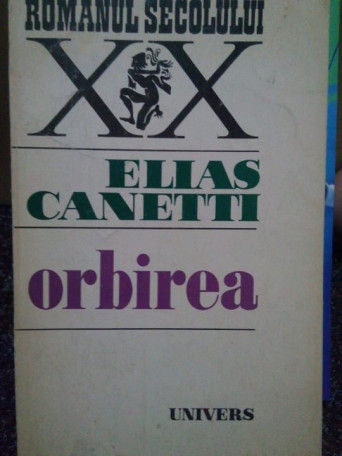 ROMANUL SECOLULUI
XX
ELIAS
CANETTI
orbirea
UNIVERS